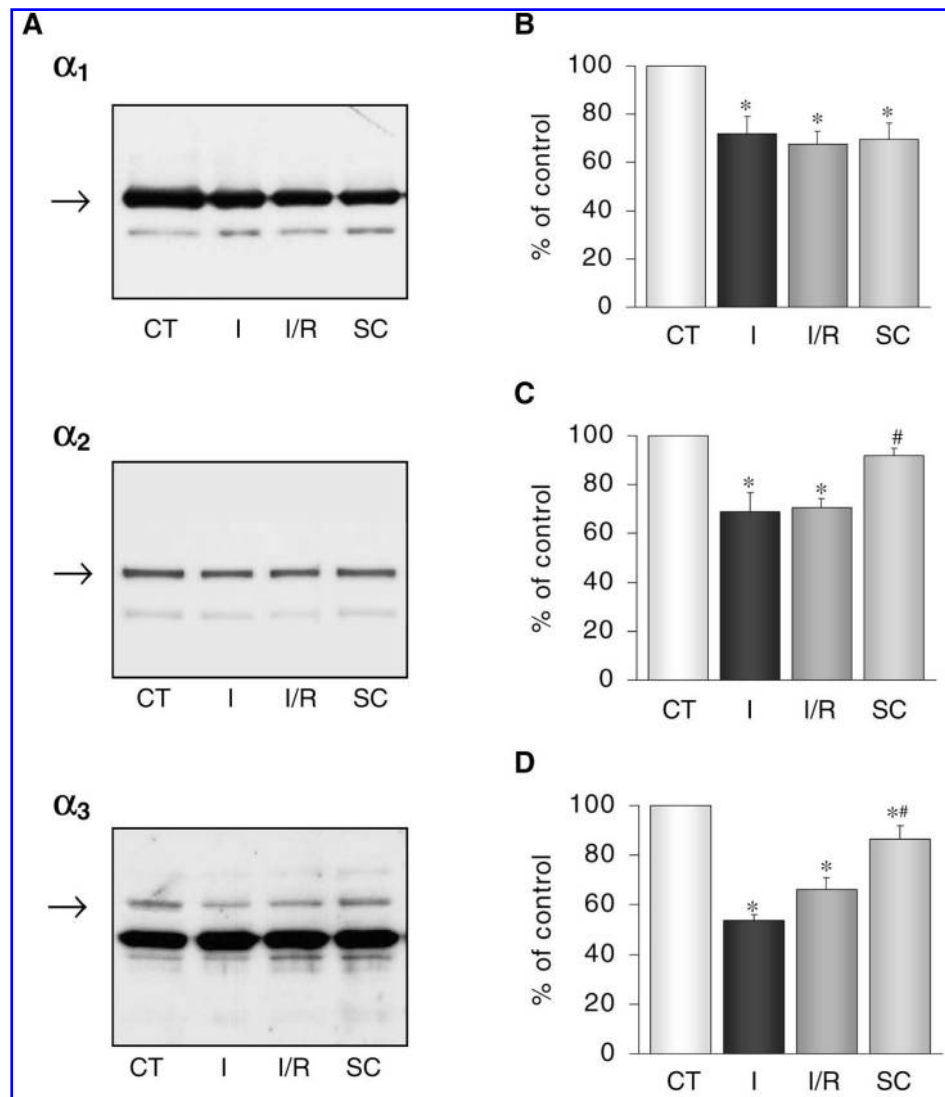 A
α1
→
CT I I/R SC
α2
→
CT I I/R SC
α3
→
CT I I/R SC
B
% of control
100
80
60
40
20
0
* * *
CT I I/R SC
C
% of control
100
80
60
40
20
0
* * #
CT I I/R SC
D
% of control
100
80
60
40
20
0
* * *#
CT I I/R SC